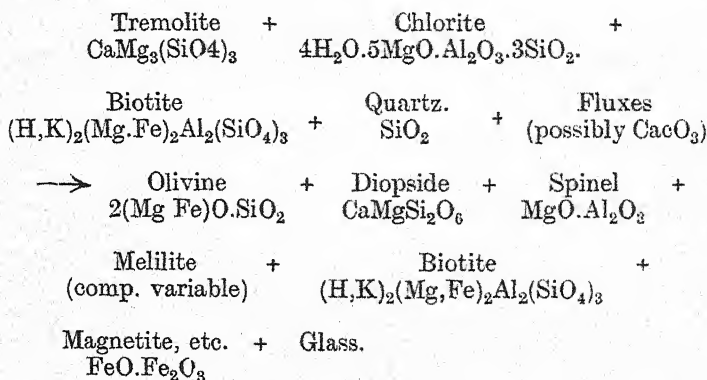 Tremolite + Chlorite +
CaMg₃(SiO4)₃ 4H₂O.5MgO.Al₂O₃.3SiO₂.
Biotite Quartz. Fluxes
(H,K)₂(Mg.Fe)₂Al₂(SiO₄)₃ + SiO₂ + (possibly CacO₃)
⟶ Olivine + Diopside + Spinel +
2(Mg Fe)O.SiO₂ CaMgSi₂O₆ MgO.Al₂O₃
Melilite + Biotite +
(comp. variable) (H,K)₂(Mg,Fe)₂Al₂(SiO₄)₃
Magnetite, etc. + Glass.
FeO.Fe₂O₃